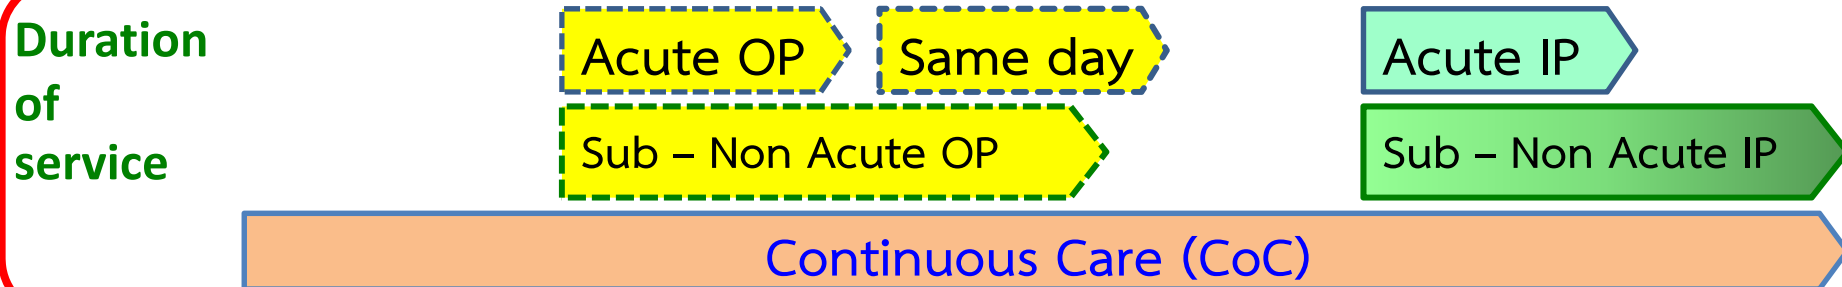 Duration
of
service
Acute OP
Same day
Acute IP
Sub – Non Acute OP
Sub – Non Acute IP
Continuous Care (CoC)